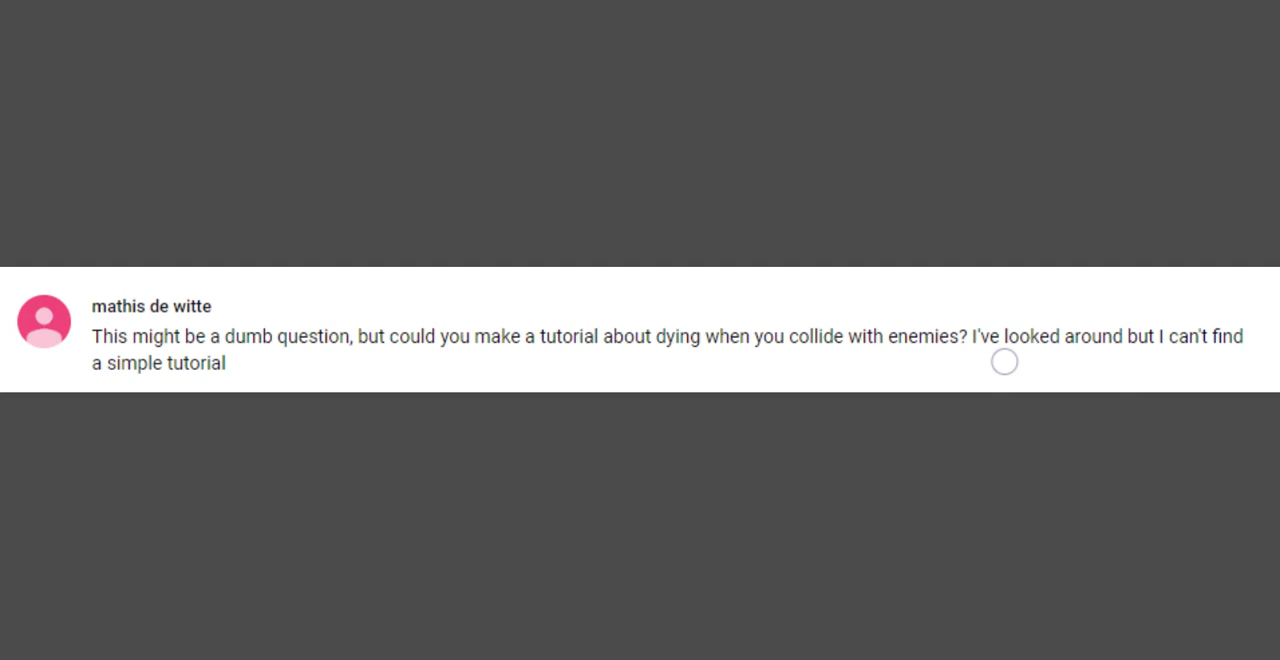 mathis de witte
This might be a dumb question, but could you make a tutorial about dying when you collide with enemies? I've looked around but I can't find
a simple tutorial